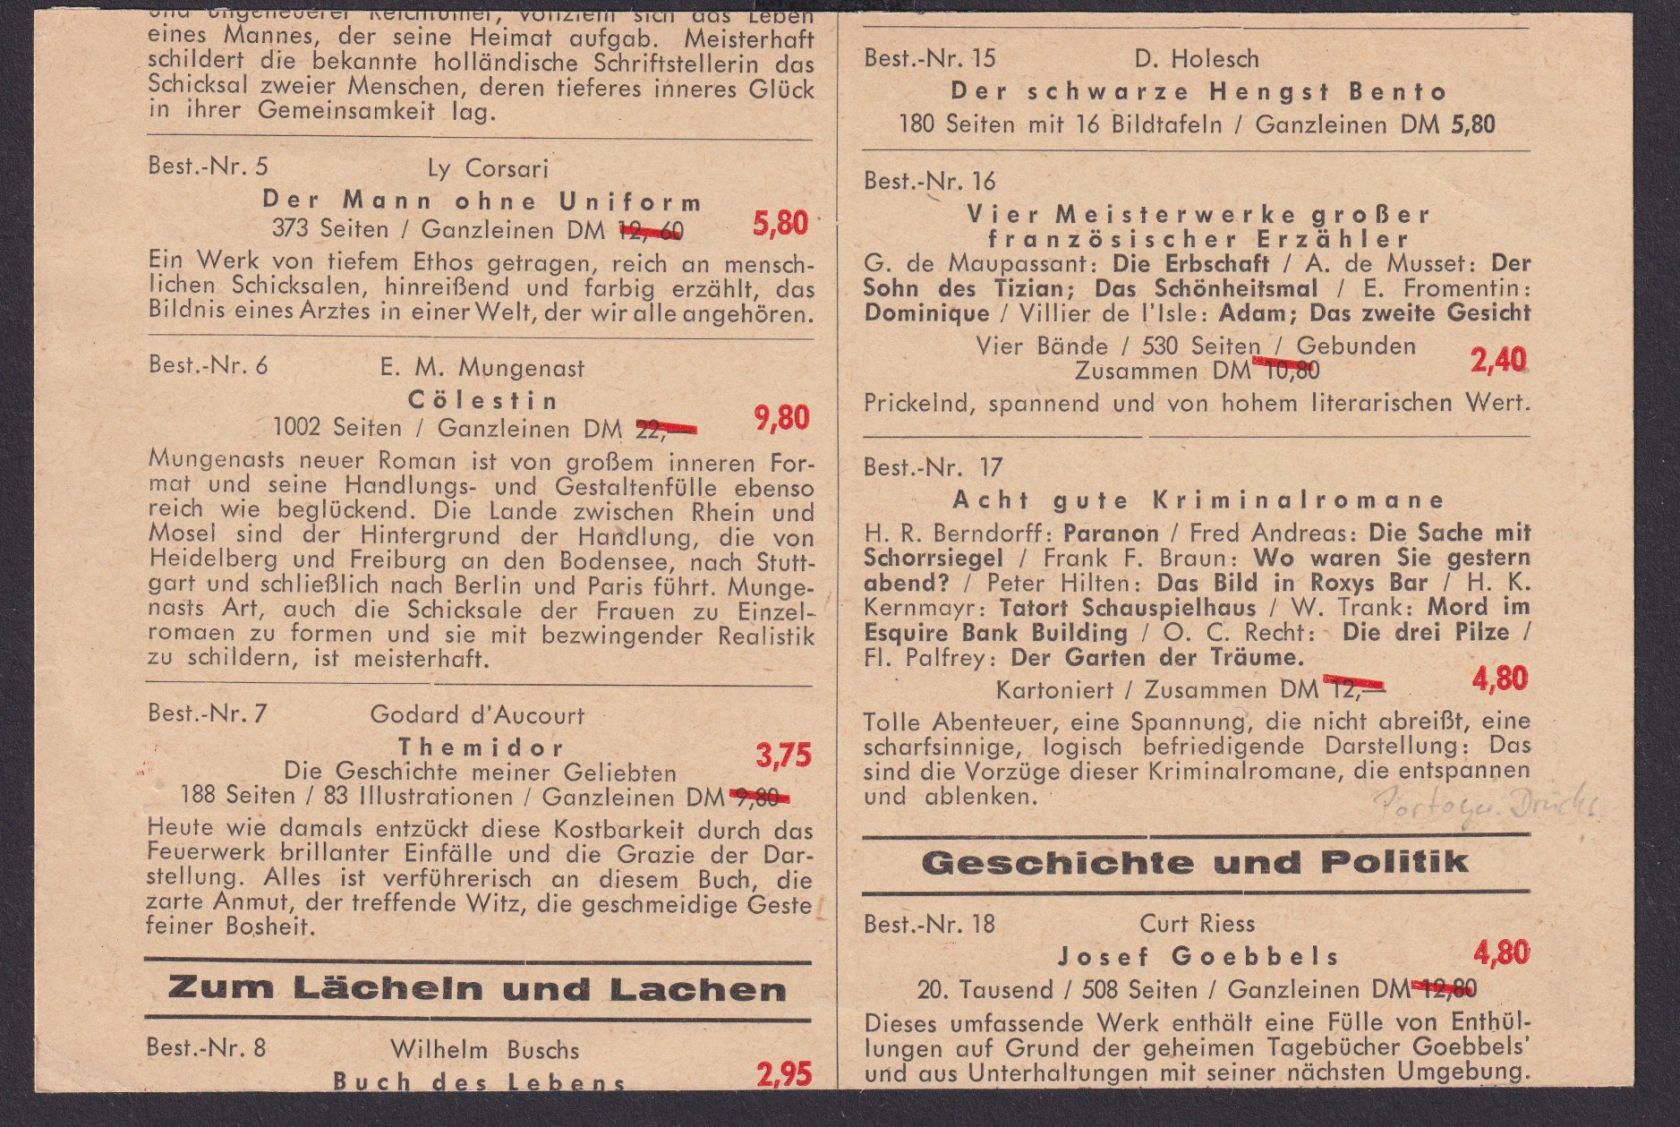 und ungeheuerer Reichtümer, vollzieht sich das Leben
eines Mannes, der seine Heimat aufgab. Meisterhaft
schildert die bekannte holländische Schriftstellerin das
Schicksal zweier Menschen, deren tieferes inneres Glück
in ihrer Gemeinsamkeit lag.
Best.-Nr. 5 Ly Corsari
Der Mann ohne Uniform
373 Seiten / Ganzleinen DM 12,60 5,80
Ein Werk von tiefem Ethos getragen, reich an mensch-
lichen Schicksalen, hinreißend und farbig erzählt, das
Bildnis eines Arztes in einer Welt, der wir alle angehören.
Best.-Nr. 6 E. M. Mungenast
Cölestin
1002 Seiten / Ganzleinen DM 22,— 9,80
Mungenasts neuer Roman ist von großem inneren For-
mat und seine Handlungs- und Gestaltenfülle ebenso
reich wie beglückend. Die Lande zwischen Rhein und
Mosel sind der Hintergrund der Handlung, die von
Heidelberg und Freiburg an den Bodensee, nach Stutt-
gart und schließlich nach Berlin und Paris führt. Munge-
nasts Art, auch die Schicksale der Frauen zu Einzel-
romaen zu formen und sie mit bezwingender Realistik
zu schildern, ist meisterhaft.
Best.-Nr. 7 Godard d'Aucourt
Themidor
3,75
Die Geschichte meiner Geliebten
188 Seiten / 83 Illustrationen / Ganzleinen DM 9,80
Heute wie damals entzückt diese Kostbarkeit durch das
Feuerwerk brillanter Einfälle und die Grazie der Dar-
stellung. Alles ist verführerisch an diesem Buch, die
zarte Anmut, der treffende Witz, die geschmeidige Geste
feiner Bosheit.
Zum Lächeln und Lachen
Best.-Nr. 8 Wilhelm Buschs
Buch des Lebens 2,95
Best.-Nr. 15 D. Holesch
Der schwarze Hengst Bento
180 Seiten mit 16 Bildtafeln / Ganzleinen DM 5,80
Best.-Nr. 16
Vier Meisterwerke großer
französischer Erzähler
G. de Maupassant: Die Erbschaft / A. de Musset: Der
Sohn des Tizian; Das Schönheitsmal / E. Fromentin:
Dominique / Villier de l'Isle: Adam; Das zweite Gesicht
Vier Bände / 530 Seiten / Gebunden
Zusammen DM 10,80 2,40
Prickelnd, spannend und von hohem literarischen Wert.
Best.-Nr. 17
Acht gute Kriminalromane
H. R. Berndorff: Paranon / Fred Andreas: Die Sache mit
Schorrsiegel / Frank F. Braun: Wo waren Sie gestern
abend? / Peter Hilten: Das Bild in Roxys Bar / H. K.
Kernmayr: Tatort Schauspielhaus / W. Trank: Mord im
Esquire Bank Building / O. C. Recht: Die drei Pilze /
Fl. Palfrey: Der Garten der Träume.
Kartoniert / Zusammen DM 12,— 4,80
Tolle Abenteuer, eine Spannung, die nicht abreißt, eine
scharfsinnige, logisch befriedigende Darstellung: Das
sind die Vorzüge dieser Kriminalromane, die entspannen
und ablenken.
Geschichte und Politik
Best.-Nr. 18 Curt Riess
Josef Goebbels 4,80
20. Tausend / 508 Seiten / Ganzleinen DM 12,80
Dieses umfassende Werk enthält eine Fülle von Enthül-
lungen auf Grund der geheimen Tagebücher Goebbels'
und aus Unterhaltungen mit seiner nächsten Umgebung.